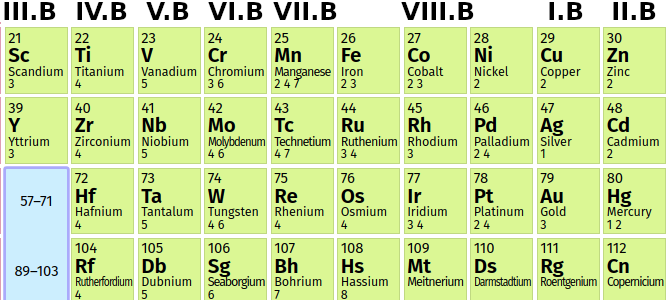 III.B IV.B V.B VI.B VII.B VIII.B I.B II.B
21 22 23 24 25 26 27 28 29 30
Sc Ti V Cr Mn Fe Co Ni Cu Zn
Scandium Titanium Vanadium Chromium Manganese Iron Cobalt Nickel Copper Zinc
3 4 5 3 6 2 4 7 2 3 2 3 2 2 2
39 40 41 42 43 44 45 46 47 48
Y Zr Nb Mo Tc Ru Rh Pd Ag Cd
Yttrium Zirconium Niobium Molybdenum Technetium Ruthenium Rhodium Palladium Silver Cadmium
3 4 5 4 6 4 7 3 4 3 2 4 1 2
72 73 74 75 76 77 78 79 80
57–71 Hf Ta W Re Os Ir Pt Au Hg
Hafnium Tantalum Tungsten Rhenium Osmium Iridium Platinum Gold Mercury
4 5 4 6 4 4 3 4 2 4 3 1 2
104 105 106 107 108 109 110 111 112
89–103 Rf Db Sg Bh Hs Mt Ds Rg Cn
Rutherfordium Dubnium Seaborgium Bohrium Hassium Meitnerium Darmstadtium Roentgenium Copernicium
4 5 6 7 8